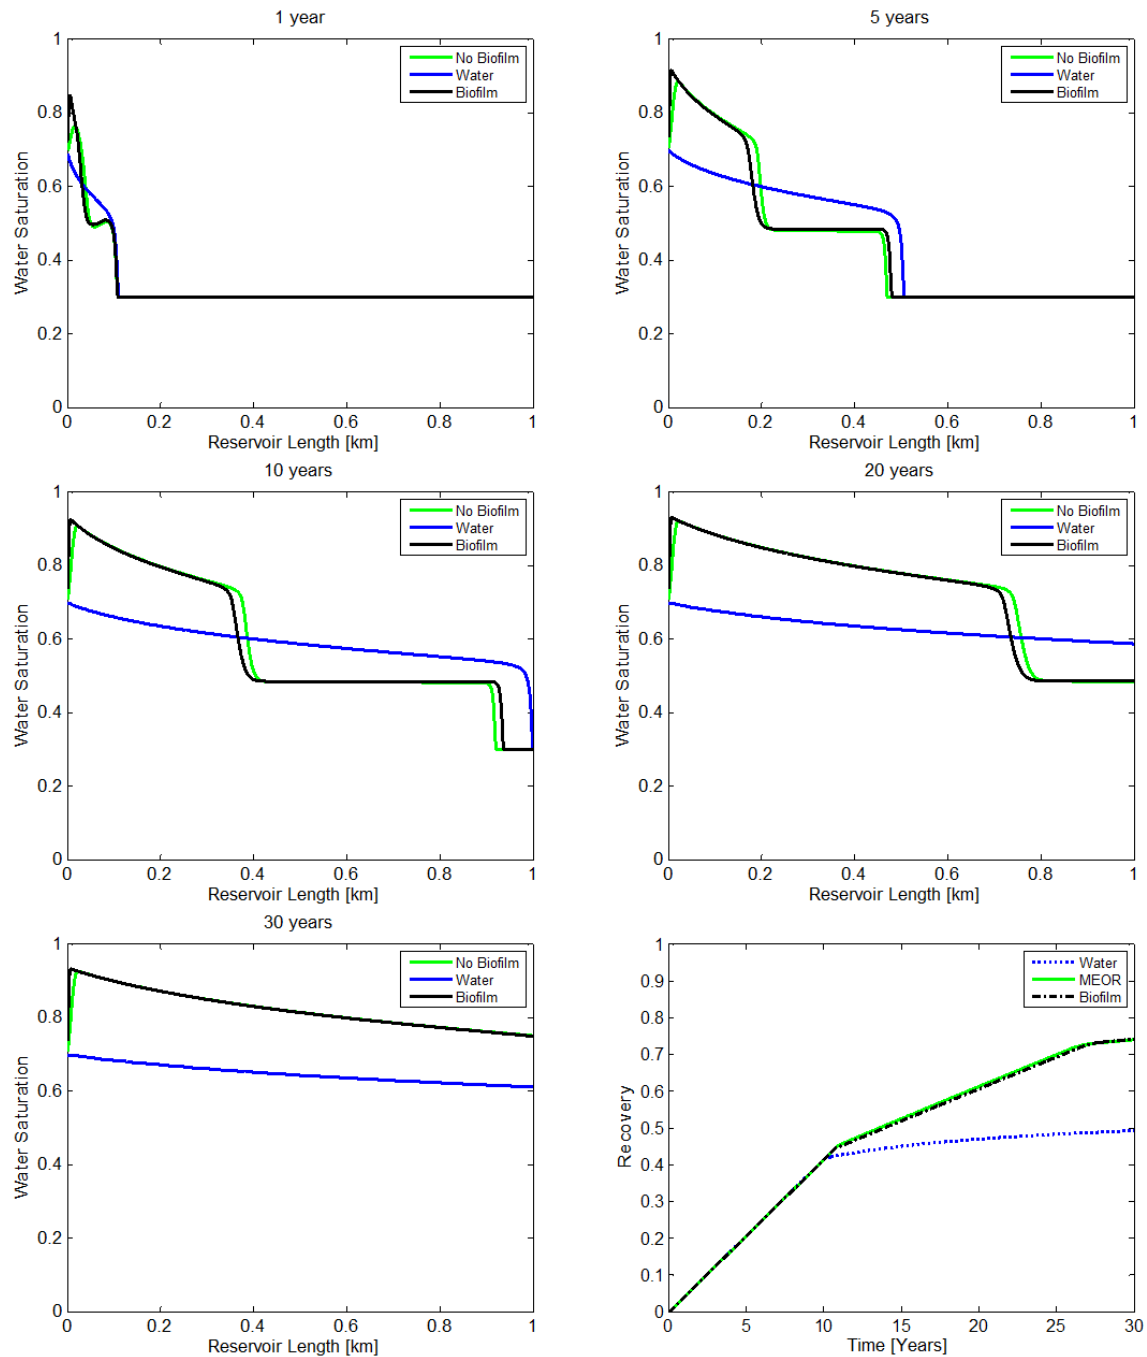 1 year
1
0.8
0.6
0.4
0.2
0
Water Saturation
No Biofilm
Water
Biofilm
0 0.2 0.4 0.6 0.8 1
Reservoir Length [km]
5 years
1
0.8
0.6
0.4
0.2
0
Water Saturation
No Biofilm
Water
Biofilm
0 0.2 0.4 0.6 0.8 1
Reservoir Length [km]
10 years
1
0.8
0.6
0.4
0.2
0
Water Saturation
No Biofilm
Water
Biofilm
0 0.2 0.4 0.6 0.8 1
Reservoir Length [km]
20 years
1
0.8
0.6
0.4
0.2
0
Water Saturation
No Biofilm
Water
Biofilm
0 0.2 0.4 0.6 0.8 1
Reservoir Length [km]
30 years
1
0.8
0.6
0.4
0.2
0
Water Saturation
No Biofilm
Water
Biofilm
0 0.2 0.4 0.6 0.8 1
Reservoir Length [km]
1
0.9
0.8
0.7
0.6
0.5
0.4
0.3
0.2
0.1
0
Recovery
Water
MEOR
Biofilm
0 5 10 15 20 25 30
Time [Years]